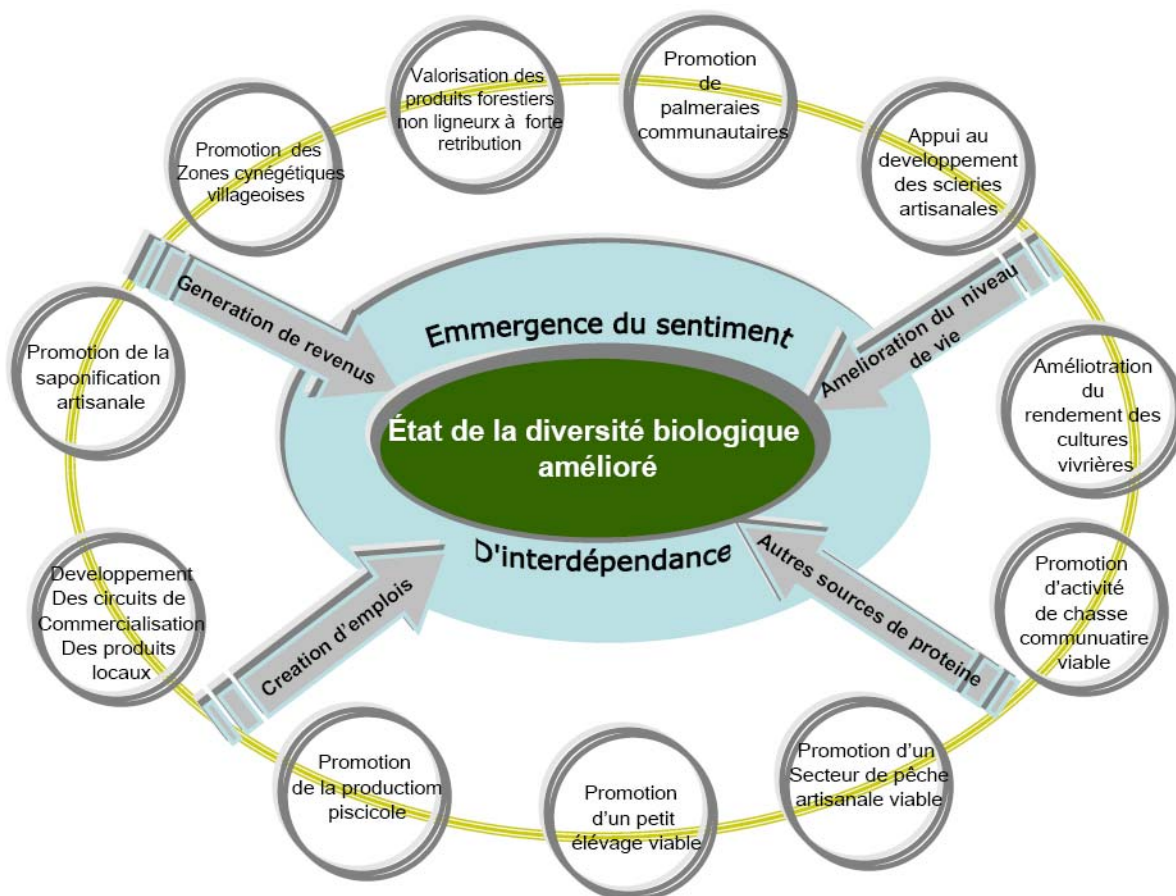 Promotion
de
palmeraies
communautaires
Valorisation des
produits forestiers
non ligneurx à forte
retribution
Appui au
developpement
des scieries
artisanales
Promotion des
Zones cynégétiques
villageoises
Generation de revenus
Amelioration du niveau
de vie
Emmergence du sentiment
Promotion de la
saponification
artisanale
Améliotration
du
rendement des
cultures
vivrières
État de la diversité biologique
amélioré
D'interdépendance
Developpement
Des circuits de
Commercialisation
Des produits
locaux
Creation d'emplois
Autres sources de proteine
Promotion
d'activité
de chasse
communuatire
viable
Promotion
de la productiom
piscicole
Promotion
d'un petit
élévage viable
Promotion d'un
Secteur de pêche
artisanale viable